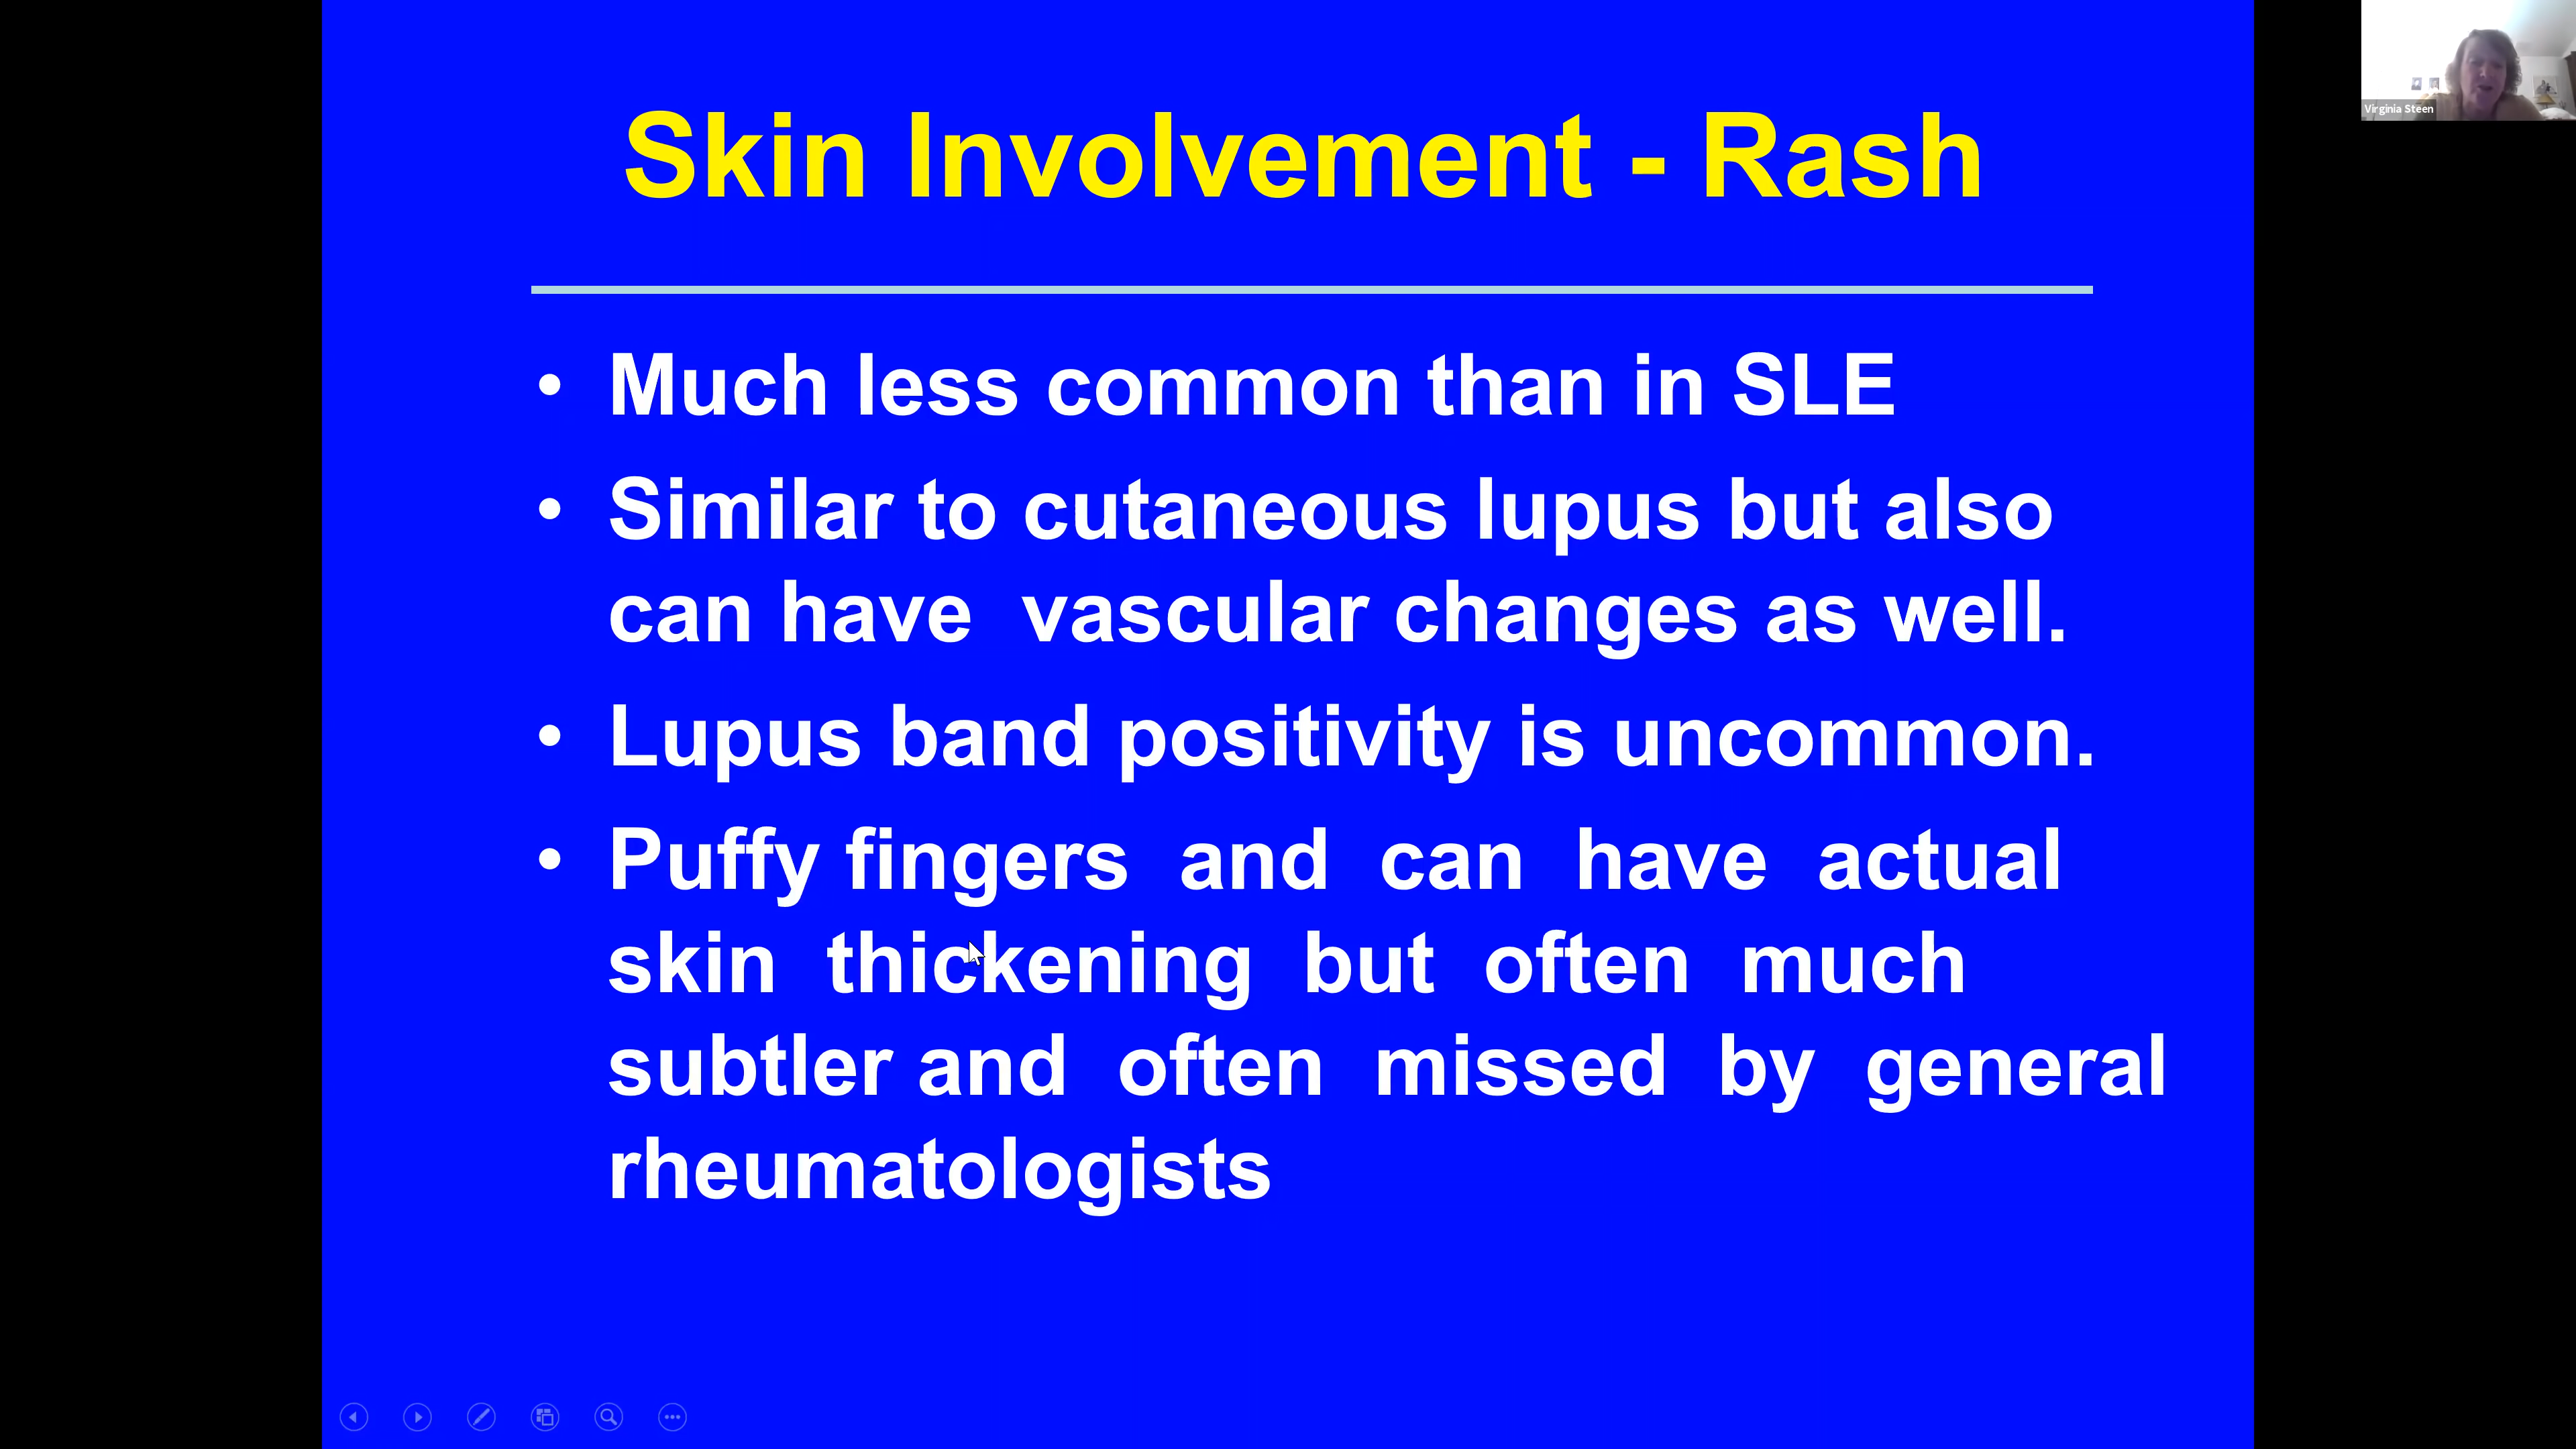 Skin Involvement - Rash
Virginia Steen
• Much less common than in SLE
• Similar to cutaneous lupus but also
can have vascular changes as well.
• Lupus band positivity is uncommon.
• Puffy fingers and can have actual
skin thickening but often much
subtler and often missed by general
rheumatologists